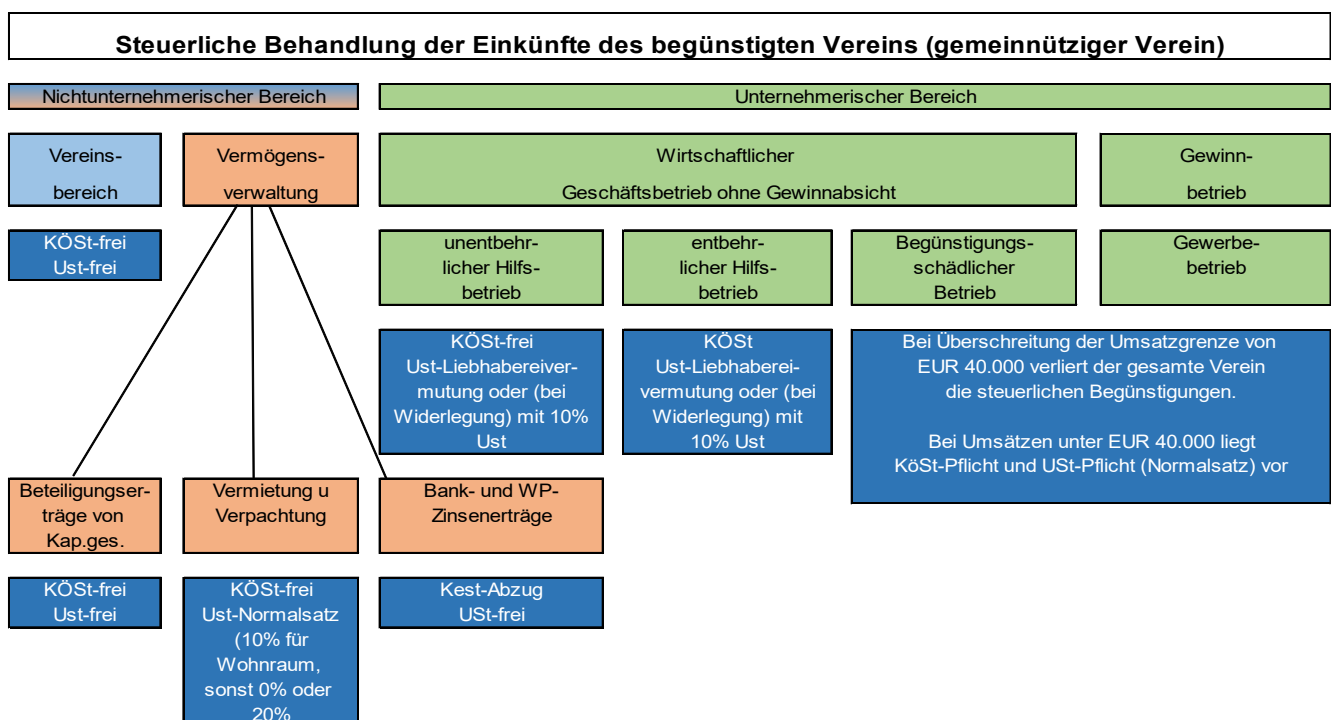 Steuerliche Behandlung der Einkünfte des begünstigten Vereins (gemeinnütziger Verein)
Nichtunternehmerischer Bereich
Unternehmerischer Bereich
Vereins-
bereich
Vermögens-
verwaltung
Wirtschaftlicher
Geschäftsbetrieb ohne Gewinnabsicht
Gewinn-
betrieb
KÖSt-frei
Ust-frei
unentbehr-
licher Hilfs-
betrieb
entbehr-
licher Hilfs-
betrieb
Begünstigungs-
schädlicher
Betrieb
Gewerbe-
betrieb
KÖSt-frei
Ust-Liebhabereiver-
mutung oder (bei
Widerlegung) mit 10%
Ust
KÖSt
Ust-Liebhaberei-
vermutung oder (bei
Widerlegung) mit
10% Ust
Bei Überschreitung der Umsatzgrenze von
EUR 40.000 verliert der gesamte Verein
die steuerlichen Begünstigungen.
Bei Umsätzen unter EUR 40.000 liegt
KöSt-Pflicht und USt-Pflicht (Normalsatz) vor
Beteiligungser-
träge von
Kap.ges.
Vermietung u
Verpachtung
Bank- und WP-
Zinsenerträge
KÖSt-frei
Ust-frei
KÖSt-frei
Ust-Normalsatz
(10% für
Wohnraum,
sonst 0% oder
20%
Kest-Abzug
USt-frei